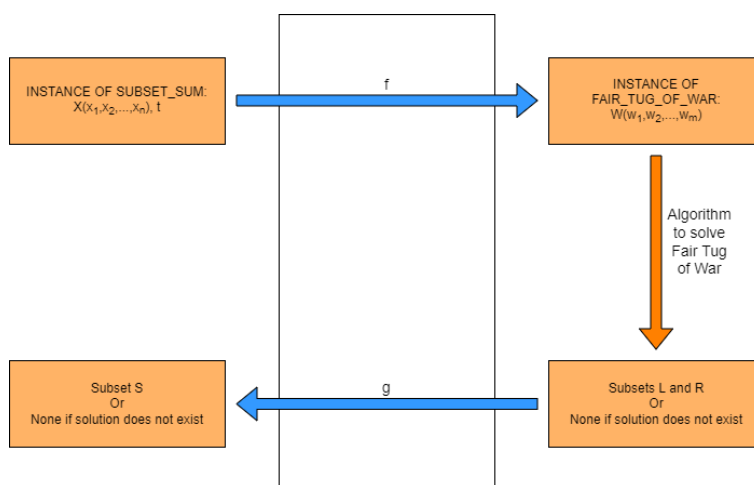 INSTANCE OF SUBSET_SUM:
X(x₁,x₂,...,xₙ), t
f
INSTANCE OF
FAIR_TUG_OF_WAR:
W(w₁,w₂,...,wₘ)
Algorithm
to solve
Fair Tug
of War
Subset S
Or
None if solution does not exist
g
Subsets L and R
Or
None if solution does not exist